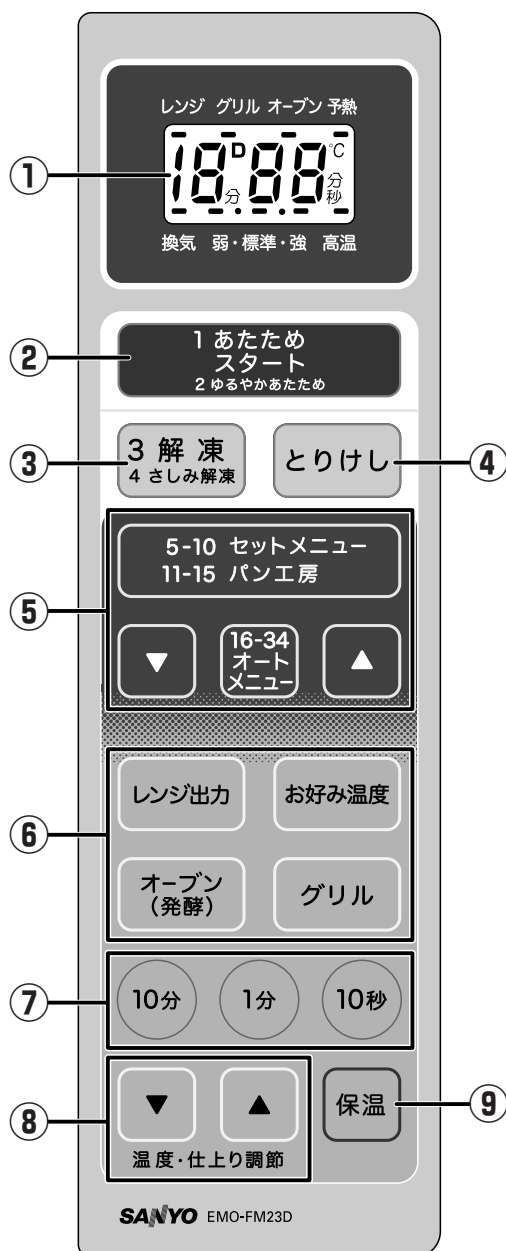 レンジ グリル オーブン 予熱
①
18D88℃
分 分
秒
換気 弱・標準・強 高温
②
1 あたため
スタート
2 ゆるやかあたため
③
3 解凍
4 さしみ解凍
とりけし
④
⑤
5-10 セットメニュー
11-15 パン工房
▼
16-34
オート
メニュー
▲
⑥
レンジ出力
お好み温度
オーブン
(発酵)
グリル
⑦
10分 1分 10秒
⑧
▼ ▲
温度・仕上り調節
保温
⑨
SANYO EMO-FM23D